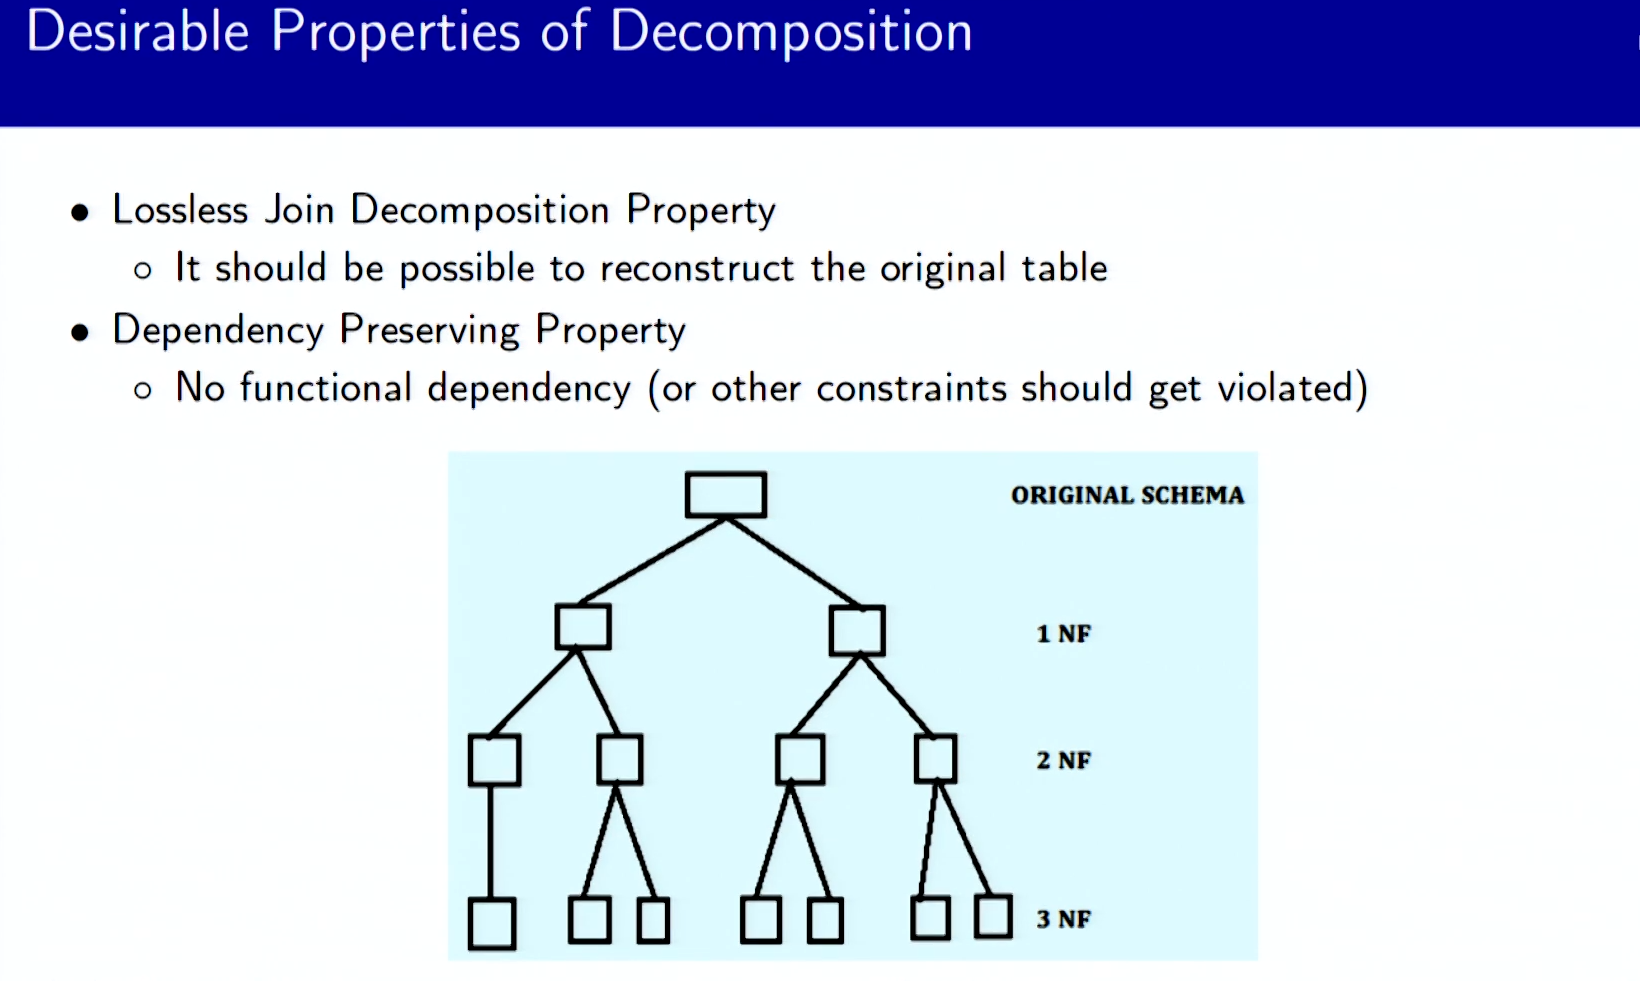 Desirable Properties of Decomposition
• Lossless Join Decomposition Property
◦ It should be possible to reconstruct the original table
• Dependency Preserving Property
◦ No functional dependency (or other constraints should get violated)
ORIGINAL SCHEMA
1 NF
2 NF
3 NF